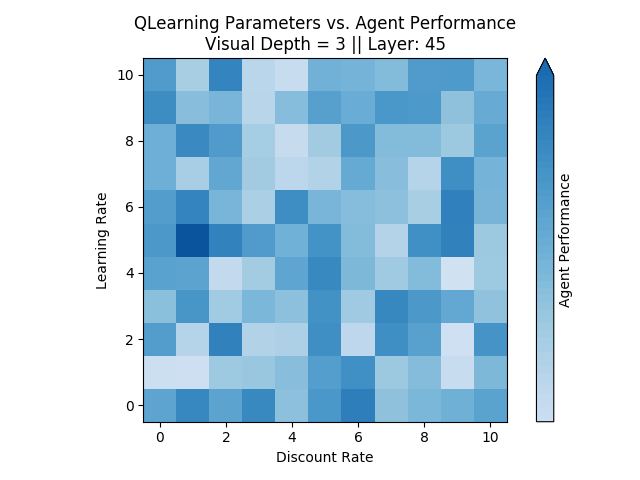 QLearning Parameters vs. Agent Performance
Visual Depth = 3 || Layer: 45
10
8
6
4
2
0
Learning Rate
0 2 4 6 8 10
Discount Rate
Agent Performance